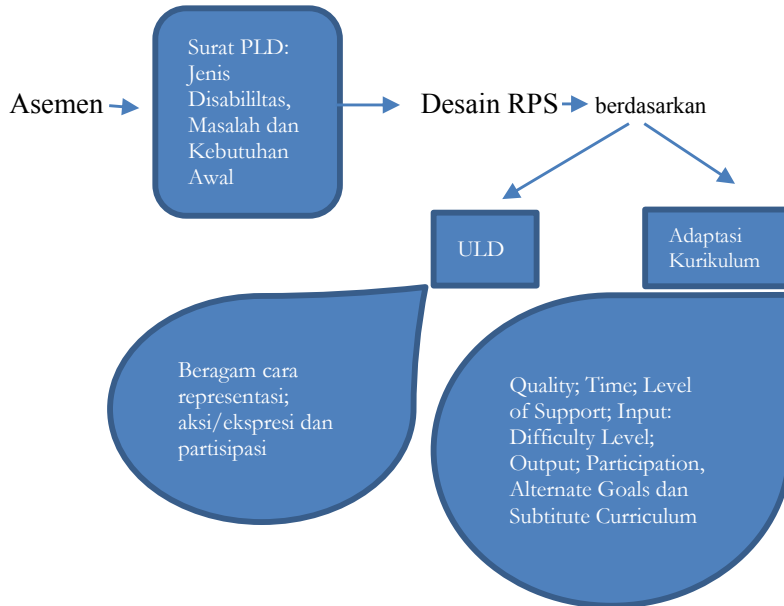 Asemen
Surat PLD:
Jenis
Disabililtas,
Masalah dan
Kebutuhan
Awal
Desain RPS
berdasarkan
ULD
Adaptasi
Kurikulum
Beragam cara
representasi;
aksi/ekspresi dan
partisipasi
Quality; Time; Level
of Support; Input:
Difficulty Level;
Output; Participation,
Alternate Goals dan
Subtitute Curriculum